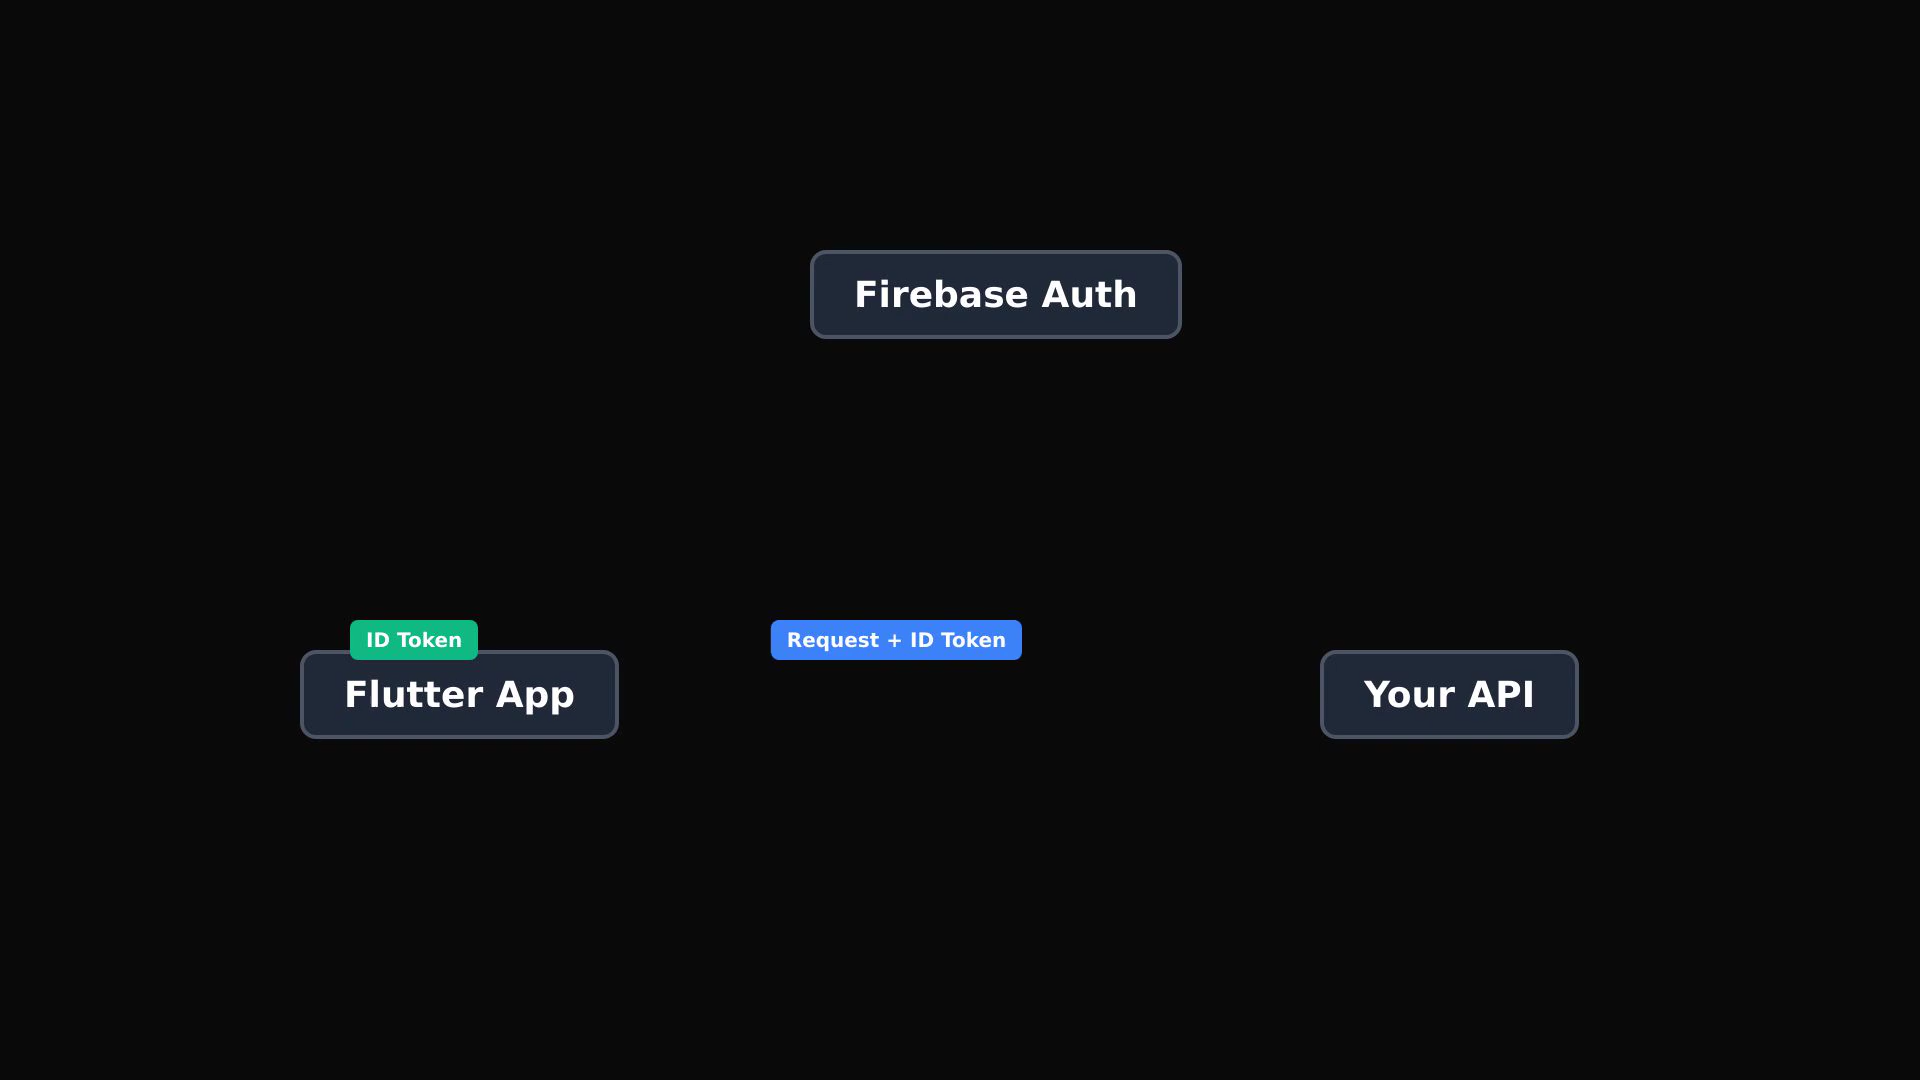 Firebase Auth
ID Token
Request + ID Token
Flutter App
Your API